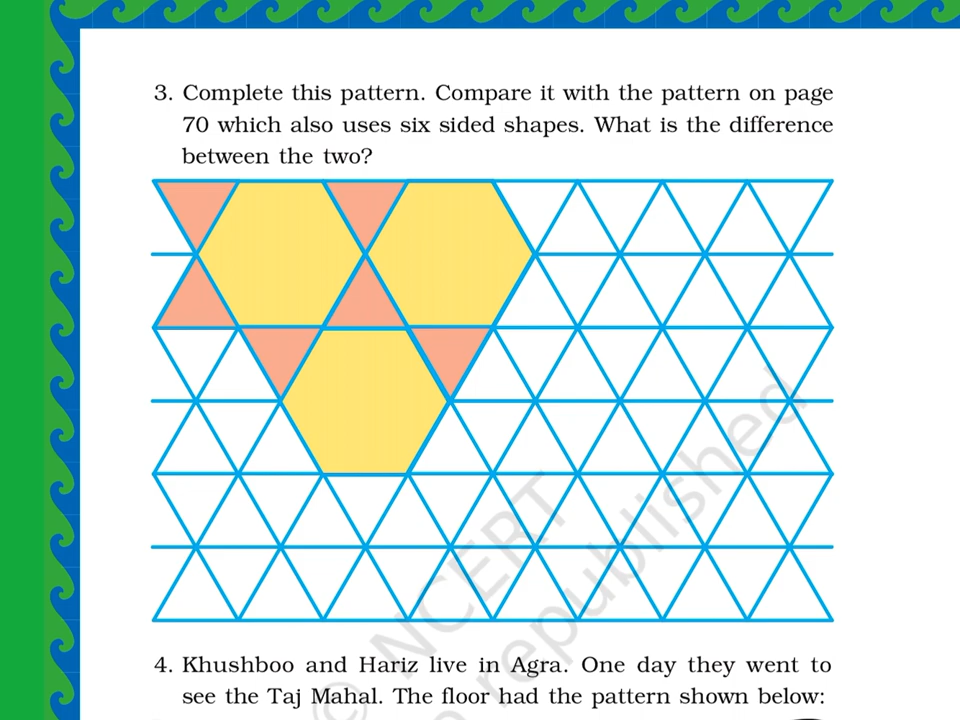 3. Complete this pattern. Compare it with the pattern on page
70 which also uses six sided shapes. What is the difference
between the two?
© NCERT
republished
4. Khushboo and Hariz live in Agra. One day they went to
see the Taj Mahal. The floor had the pattern shown below: